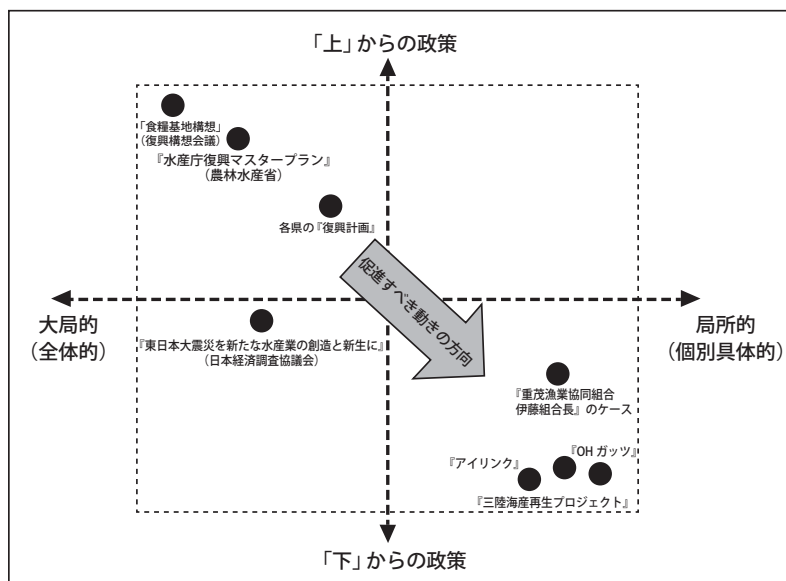 「上」からの政策
「食糧基地構想」
（復興構想会議）
『水産庁復興マスタープラン』
（農林水産省）
各県の『復興計画』
促進すべき動きの方向
大局的
（全体的）
局所的
（個別具体的）
『東日本大震災を新たな水産業の創造と新生に』
（日本経済調査協議会）
『重茂漁業協同組合
伊藤組合長』のケース
『OH ガッツ』
『アイリンク』
『三陸海産再生プロジェクト』
「下」からの政策